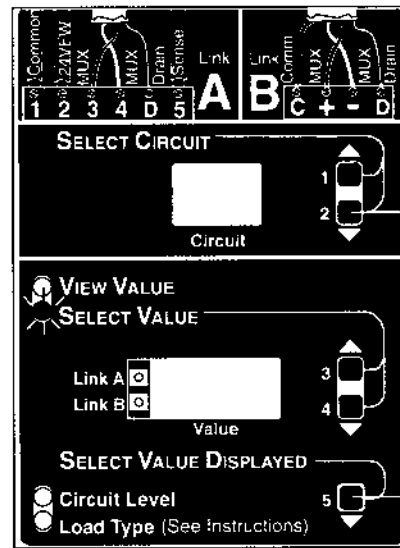 Common
24VFW
MUX
MUX
Drain
Sense
Link
A
1 2 3 4 D 5
Link
B
Comm
MUX
MUX
Drain
C + - D
SELECT CIRCUIT
1
2
Circuit
VIEW VALUE
SELECT VALUE
Link A
Link B
3
4
Value
SELECT VALUE DISPLAYED
Circuit Level
5
Load Type (See Instructions)